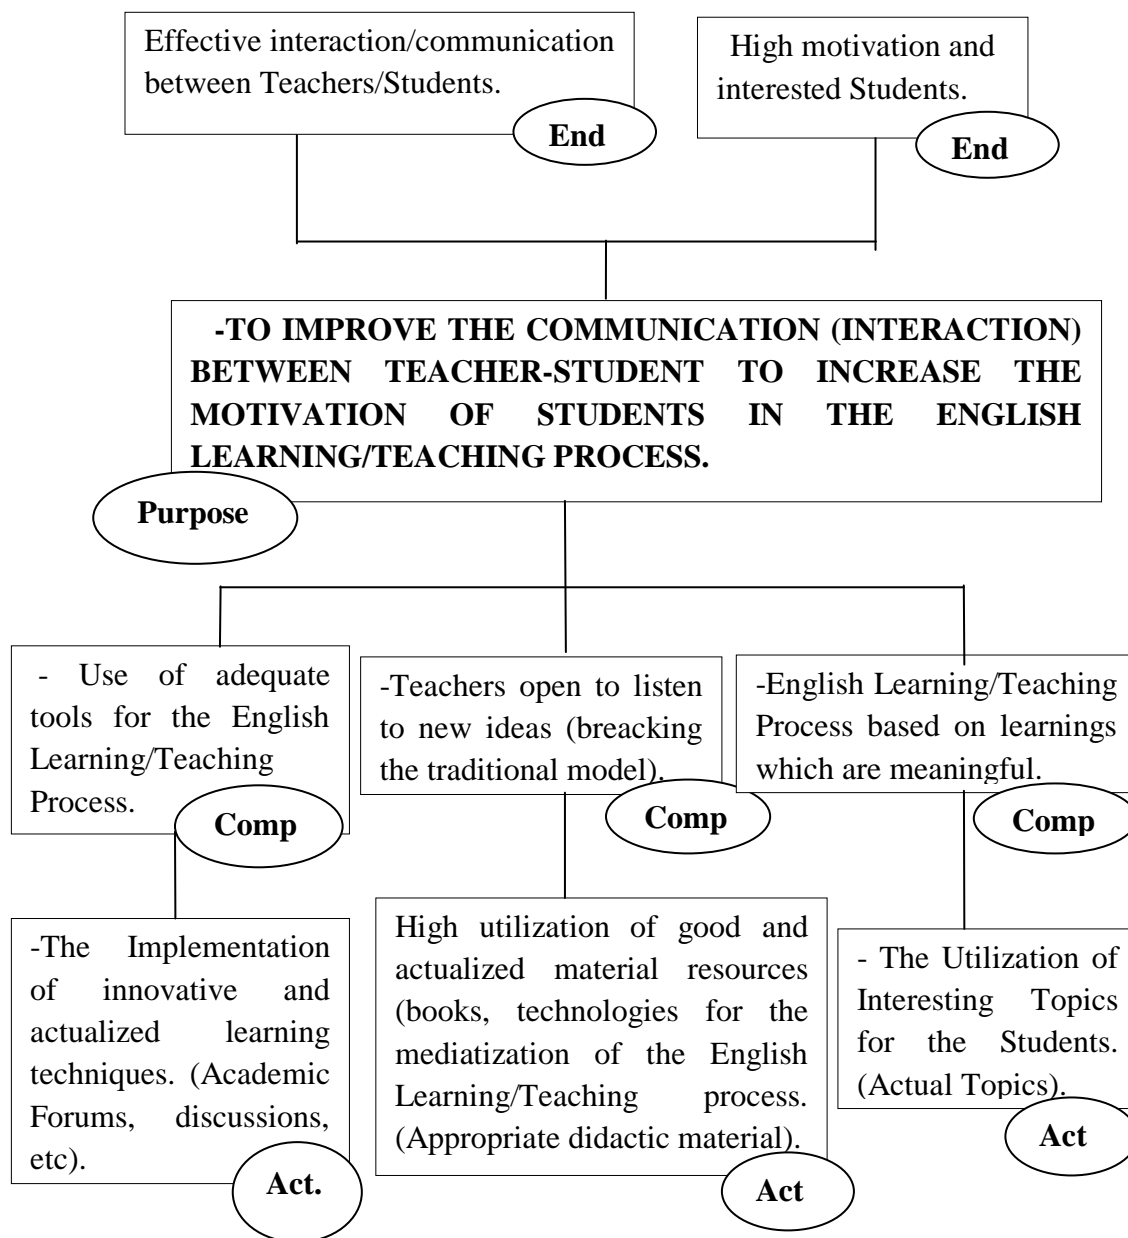 Effective interaction/communication
between Teachers/Students.
End
High motivation and
interested Students.
End
-TO IMPROVE THE COMMUNICATION (INTERACTION)
BETWEEN TEACHER-STUDENT TO INCREASE THE
MOTIVATION OF STUDENTS IN THE ENGLISH
LEARNING/TEACHING PROCESS.
Purpose
- Use of adequate
tools for the English
Learning/Teaching
Process.
Comp
-Teachers open to listen
to new ideas (breacking
the traditional model).
Comp
-English Learning/Teaching
Process based on learnings
which are meaningful.
Comp
-The Implementation
of innovative and
actualized learning
techniques. (Academic
Forums, discussions,
etc).
Act.
High utilization of good and
actualized material resources
(books, technologies for the
mediatization of the English
Learning/Teaching process.
(Appropriate didactic material).
Act
- The Utilization of
Interesting Topics
for the Students.
(Actual Topics).
Act